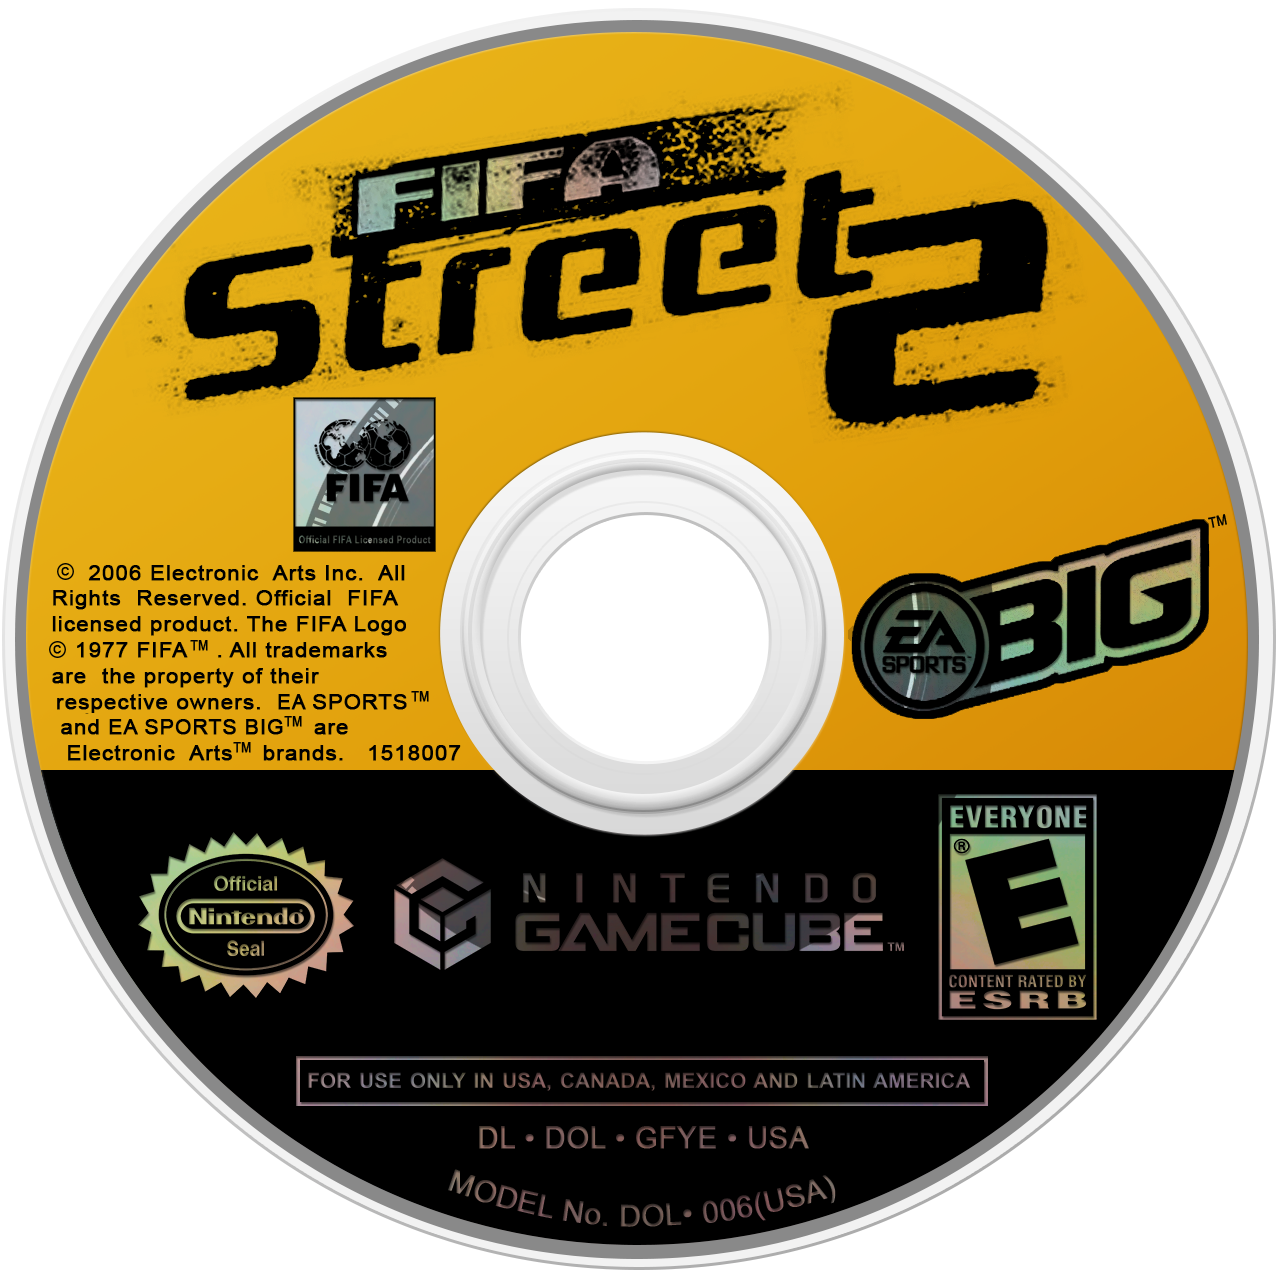 FIFA
Street 2
FIFA
Official FIFA Licensed Product
© 2006 Electronic Arts Inc. All
Rights Reserved. Official FIFA
licensed product. The FIFA Logo
© 1977 FIFA™ . All trademarks
are the property of their
respective owners. EA SPORTS™
and EA SPORTS BIG™ are
Electronic Arts™ brands. 1518007
EA
SPORTS™
BIG™
Official
Nintendo®
Seal
NINTENDO
GAMECUBE™
EVERYONE
®
E
CONTENT RATED BY
ESRB
FOR USE ONLY IN USA, CANADA, MEXICO AND LATIN AMERICA
DL • DOL • GFYE • USA
MODEL No. DOL• 006(USA)